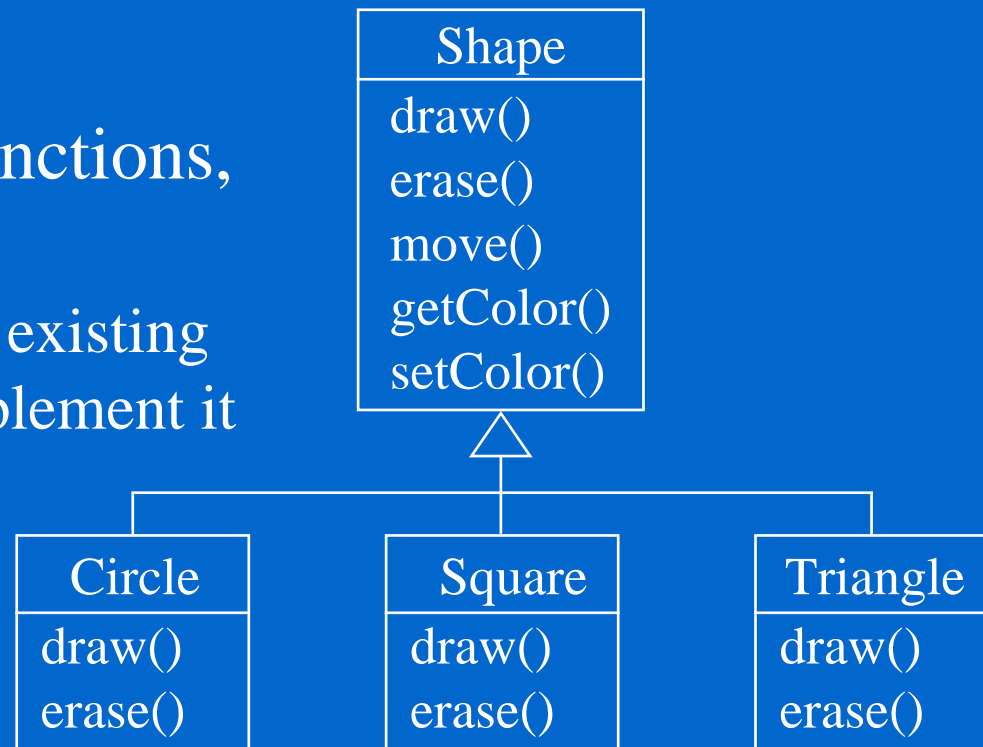 nctions,
existing
plement it
Shape
draw()
erase()
move()
getColor()
setColor()
Circle
draw()
erase()
Square
draw()
erase()
Triangle
draw()
erase()